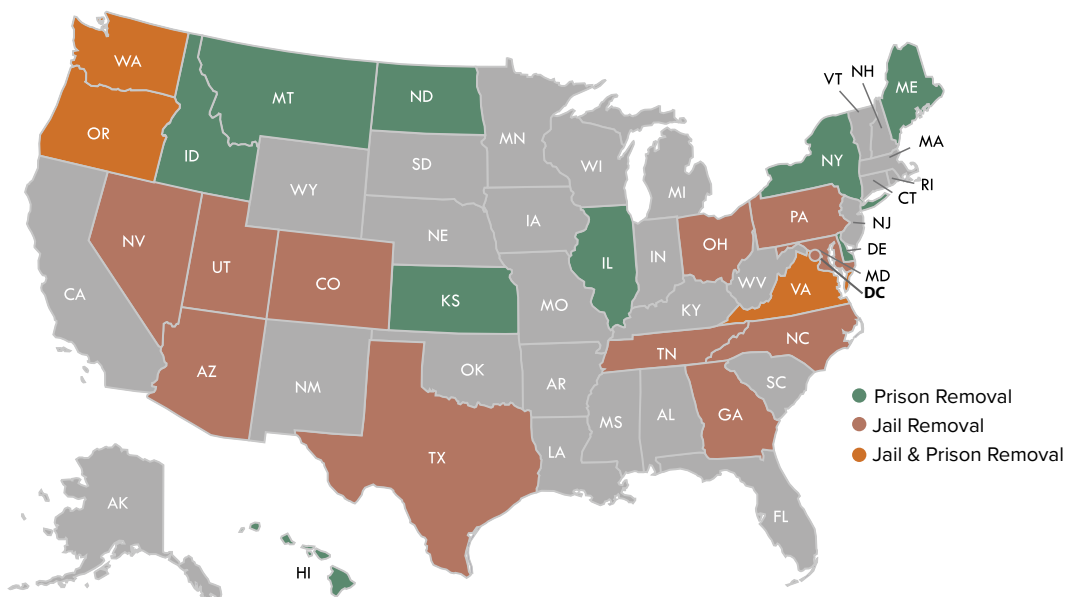 WA
MT
ND
MN
OR
ID
SD
WI
MI
WY
IA
NE
NV
UT
CO
KS
IL
IN
OH
PA
NY
VT
NH
ME
MA
RI
CT
NJ
DE
MD
DC
WV
VA
KY
MO
CA
AZ
NM
OK
AR
TN
NC
SC
GA
AL
MS
LA
TX
FL
AK
HI
Prison Removal
Jail Removal
Jail & Prison Removal